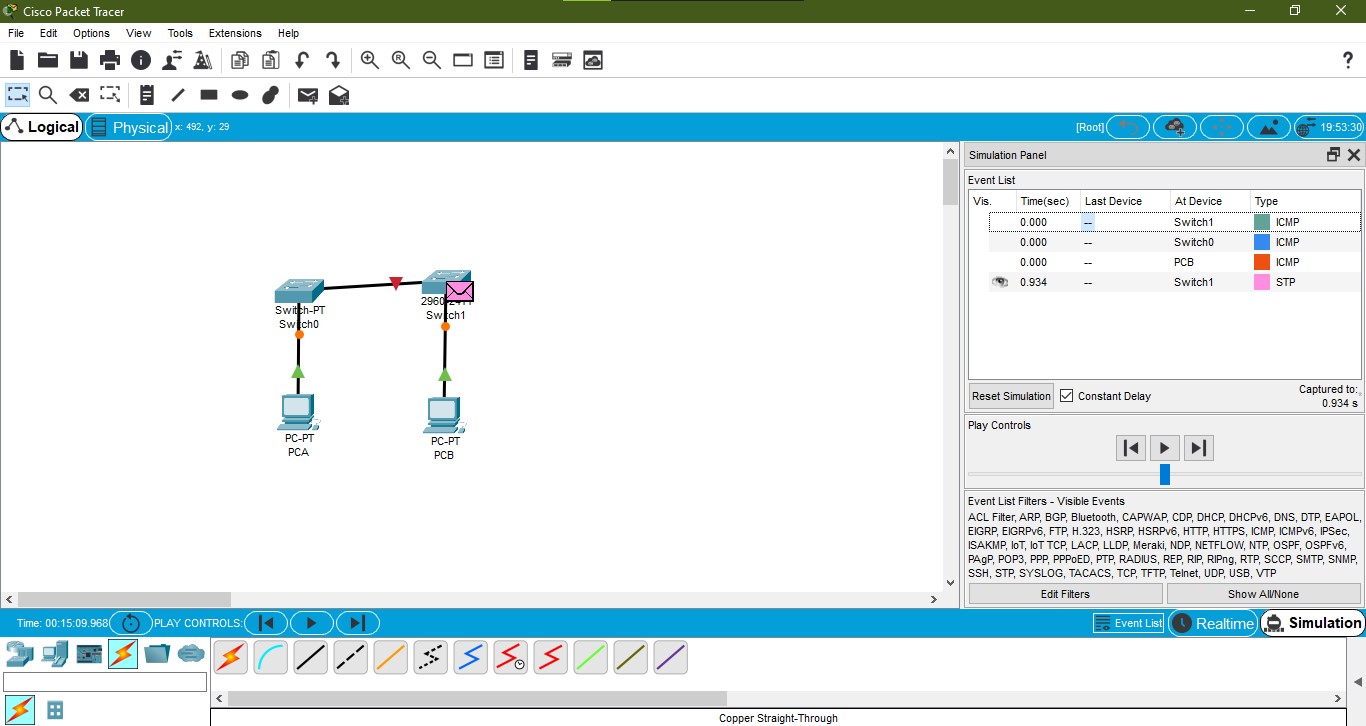 Cisco Packet Tracer
File Edit Options View Tools Extensions Help
Logical Physical x: 492, y: 29 [Root] 19:53:30
Simulation Panel
Event List
Vis. Time(sec) Last Device At Device Type
0.000 -- Switch1 ICMP
0.000 -- Switch0 ICMP
0.000 -- PCB ICMP
0.934 -- Switch1 STP
Switch-PT
Switch0
Switch1
PC-PT
PCA
PC-PT
PCB
Reset Simulation Constant Delay Captured to:
0.934 s
Play Controls
Event List Filters - Visible Events
ACL Filter, ARP, BGP, Bluetooth, CAPWAP, CDP, DHCP, DHCPv6, DNS, DTP, EAPOL,
EIGRP, EIGRPv6, FTP, H.323, HSRP, HSRPv6, HTTP, HTTPS, ICMP, ICMPv6, IPSec,
ISAKMP, IoT, IoT TCP, LACP, LLDP, Meraki, NDP, NETFLOW, NTP, OSPF, OSPFv6,
PAgP, POP3, PPP, PPPoED, PTP, RADIUS, REP, RIP, RIPng, RTP, SCCP, SMTP, SNMP,
SSH, STP, SYSLOG, TACACS, TCP, TFTP, Telnet, UDP, USB, VTP
Edit Filters Show All/None
Time: 00:15:09.968 PLAY CONTROLS: Event List Realtime Simulation
Copper Straight-Through